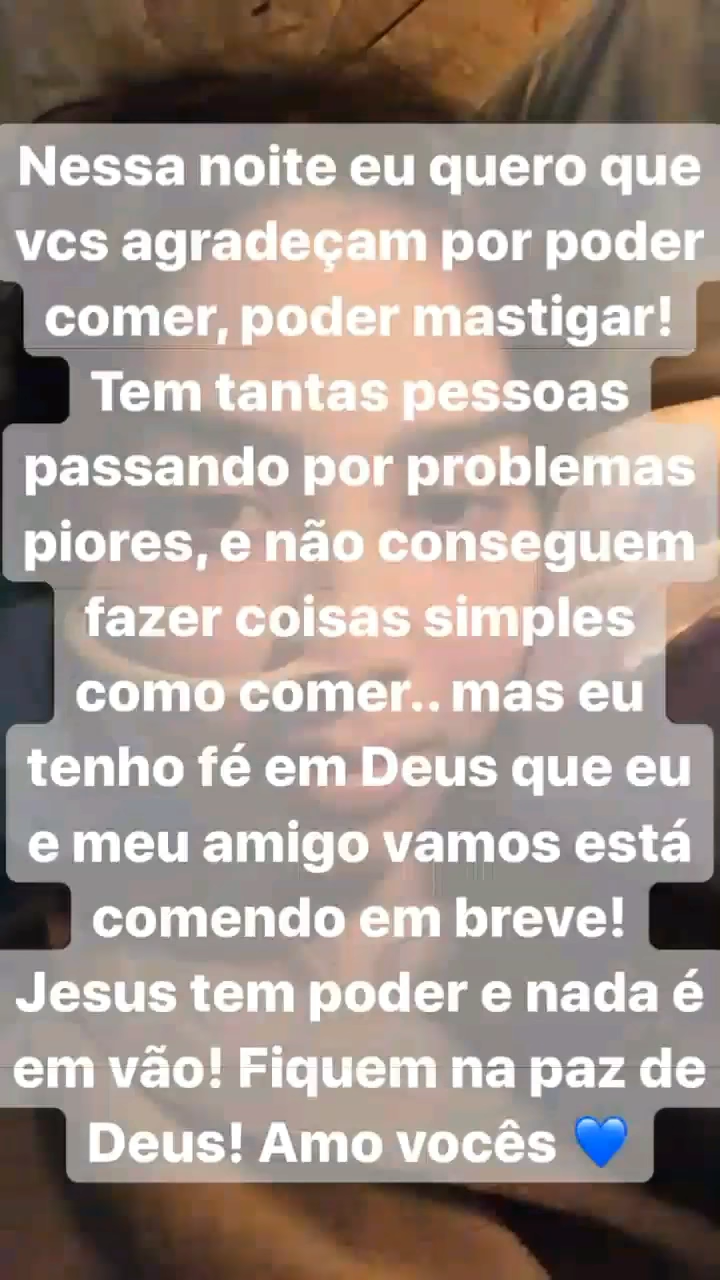 Nessa noite eu quero que
vcs agradeçam por poder
comer, poder mastigar!
Tem tantas pessoas
passando por problemas
piores, e não conseguem
fazer coisas simples
como comer.. mas eu
tenho fé em Deus que eu
e meu amigo vamos está
comendo em breve!
Jesus tem poder e nada é
em vão! Fiquem na paz de
Deus! Amo vocês 💙